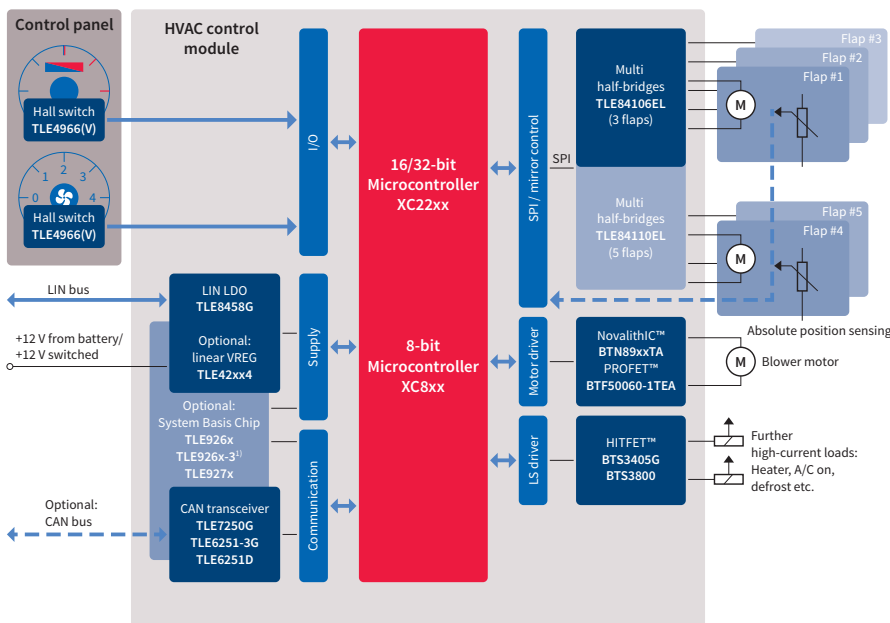 Control panel
Hall switch
TLE4966(V)
0
1
2
3
4
Hall switch
TLE4966(V)
HVAC control
module
LIN bus
+12 V from battery/
+12 V switched
Optional:
CAN bus
LIN LDO
TLE8458G
Optional:
linear VREG
TLE42xx4
Optional:
System Basis Chip
TLE926x
TLE926x-3¹⁾
TLE927x
CAN transceiver
TLE7250G
TLE6251-3G
TLE6251D
I/O
Supply
Communication
16/32-bit
Microcontroller
XC22xx
8-bit
Microcontroller
XC8xx
SPI / mirror control
Motor driver
LS driver
SPI
Multi
half-bridges
TLE84106EL
(3 flaps)
Multi
half-bridges
TLE84110EL
(5 flaps)
NovalithIC™
BTN89xxTA
PROFET™
BTF50060-1TEA
HITFET™
BTS3405G
BTS3800
Flap #3
Flap #2
Flap #1
M
Flap #5
Flap #4
M
Absolute position sensing
M
Blower motor
Further
high-current loads:
Heater, A/C on,
defrost etc.